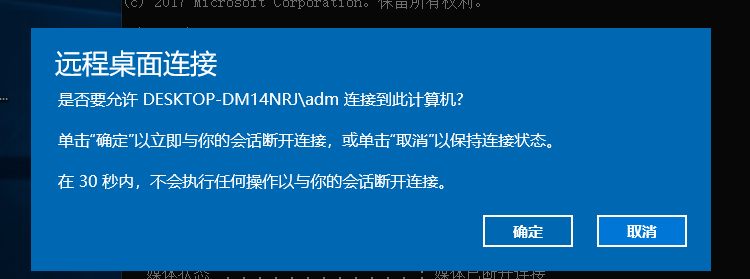 (c) 2017 Microsoft Corporation。保留所有权利。
远程桌面连接
是否要允许 DESKTOP-DM14NRJ\adm 连接到此计算机?
单击“确定”以立即与你的会话断开连接，或单击“取消”以保持连接状态。
在 30 秒内，不会执行任何操作以与你的会话断开连接。
确定 取消
媒体状态 . . . . . . . . . . . . : 媒体已断开连接